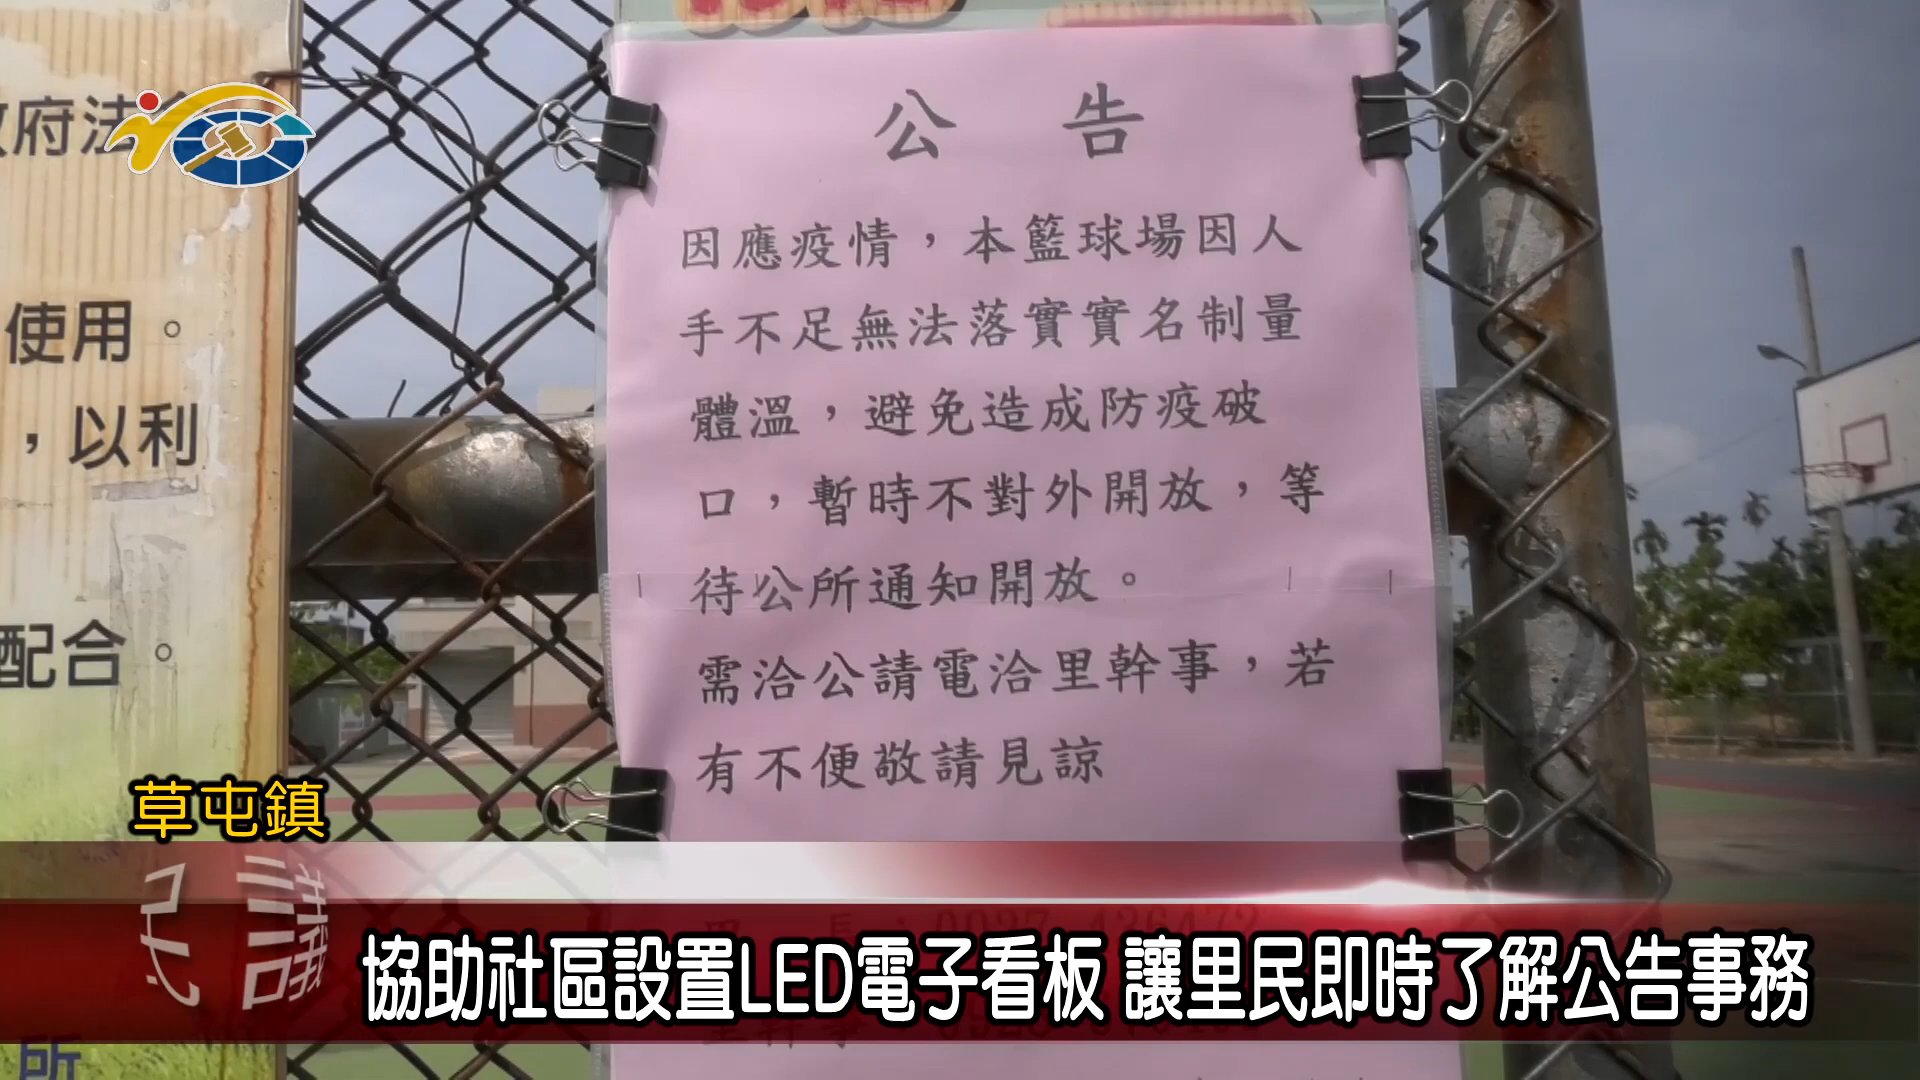 府法
使用。
，以利
配合。
所
公告
因應疫情，本籃球場因人
手不足無法落實實名制量
體溫，避免造成防疫破
口，暫時不對外開放，等
待公所通知開放。
需洽公請電洽里幹事，若
有不便敬請見諒
草屯鎮
議
協助社區設置LED電子看板 讓里民即時了解公告事務